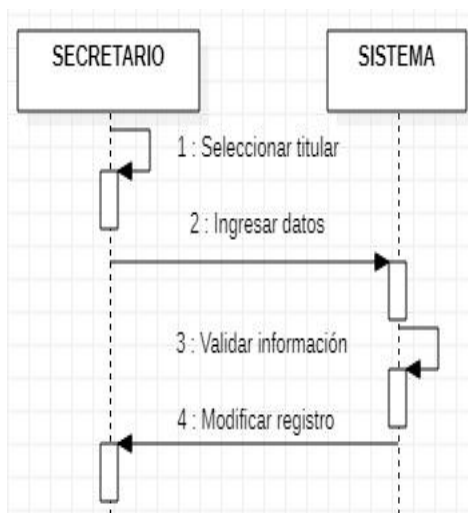 SECRETARIO
SISTEMA
1 : Seleccionar titular
2 : Ingresar datos
3 : Validar información
4 : Modificar registro